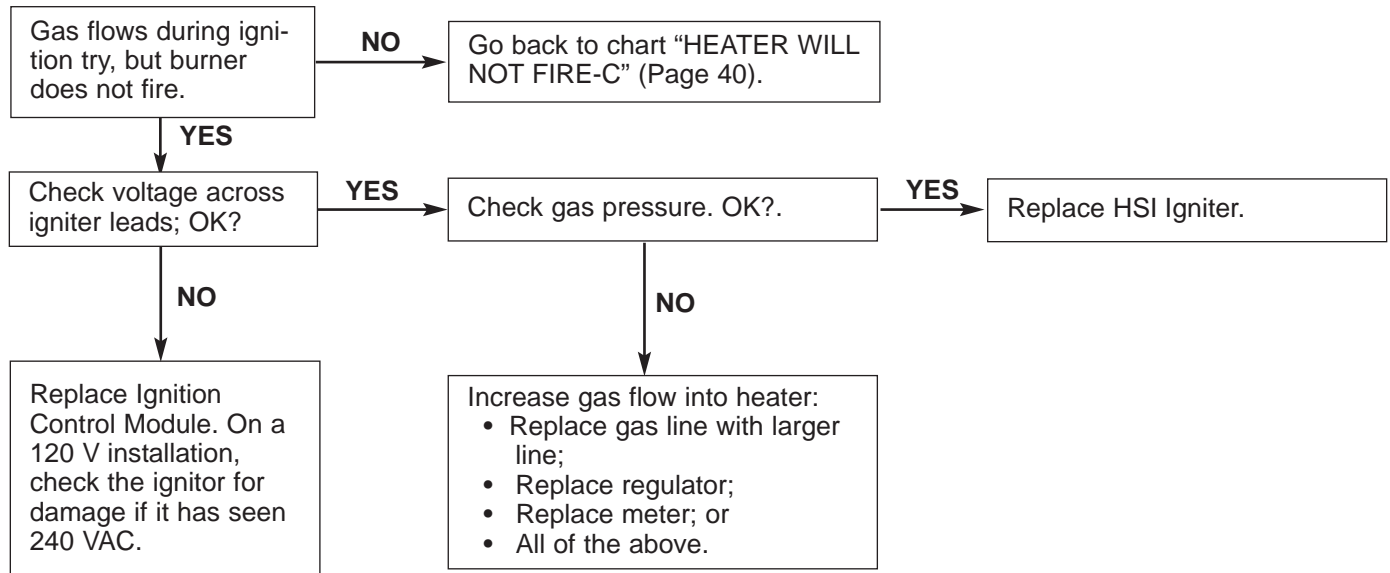 Gas flows during igni-
tion try, but burner
does not fire.
NO
Go back to chart “HEATER WILL
NOT FIRE-C” (Page 40).
YES
Check voltage across
igniter leads; OK?
YES
Check gas pressure. OK?.
YES
Replace HSI Igniter.
NO
Replace Ignition
Control Module. On a
120 V installation,
check the ignitor for
damage if it has seen
240 VAC.
NO
Increase gas flow into heater:
• Replace gas line with larger
line;
• Replace regulator;
• Replace meter; or
• All of the above.